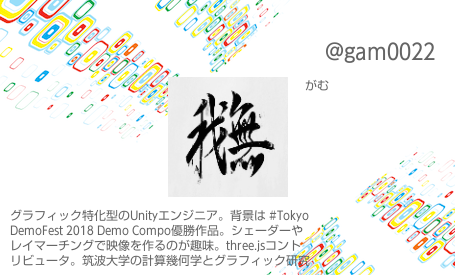 @gam0022
がむ
我無
グラフィック特化型のUnityエンジニア。背景は #Tokyo
DemoFest 2018 Demo Compo優勝作品。シェーダーや
レイマーチングで映像を作るのが趣味。three.jsコント
リビュータ。筑波大学の計算幾何学とグラフィック研究